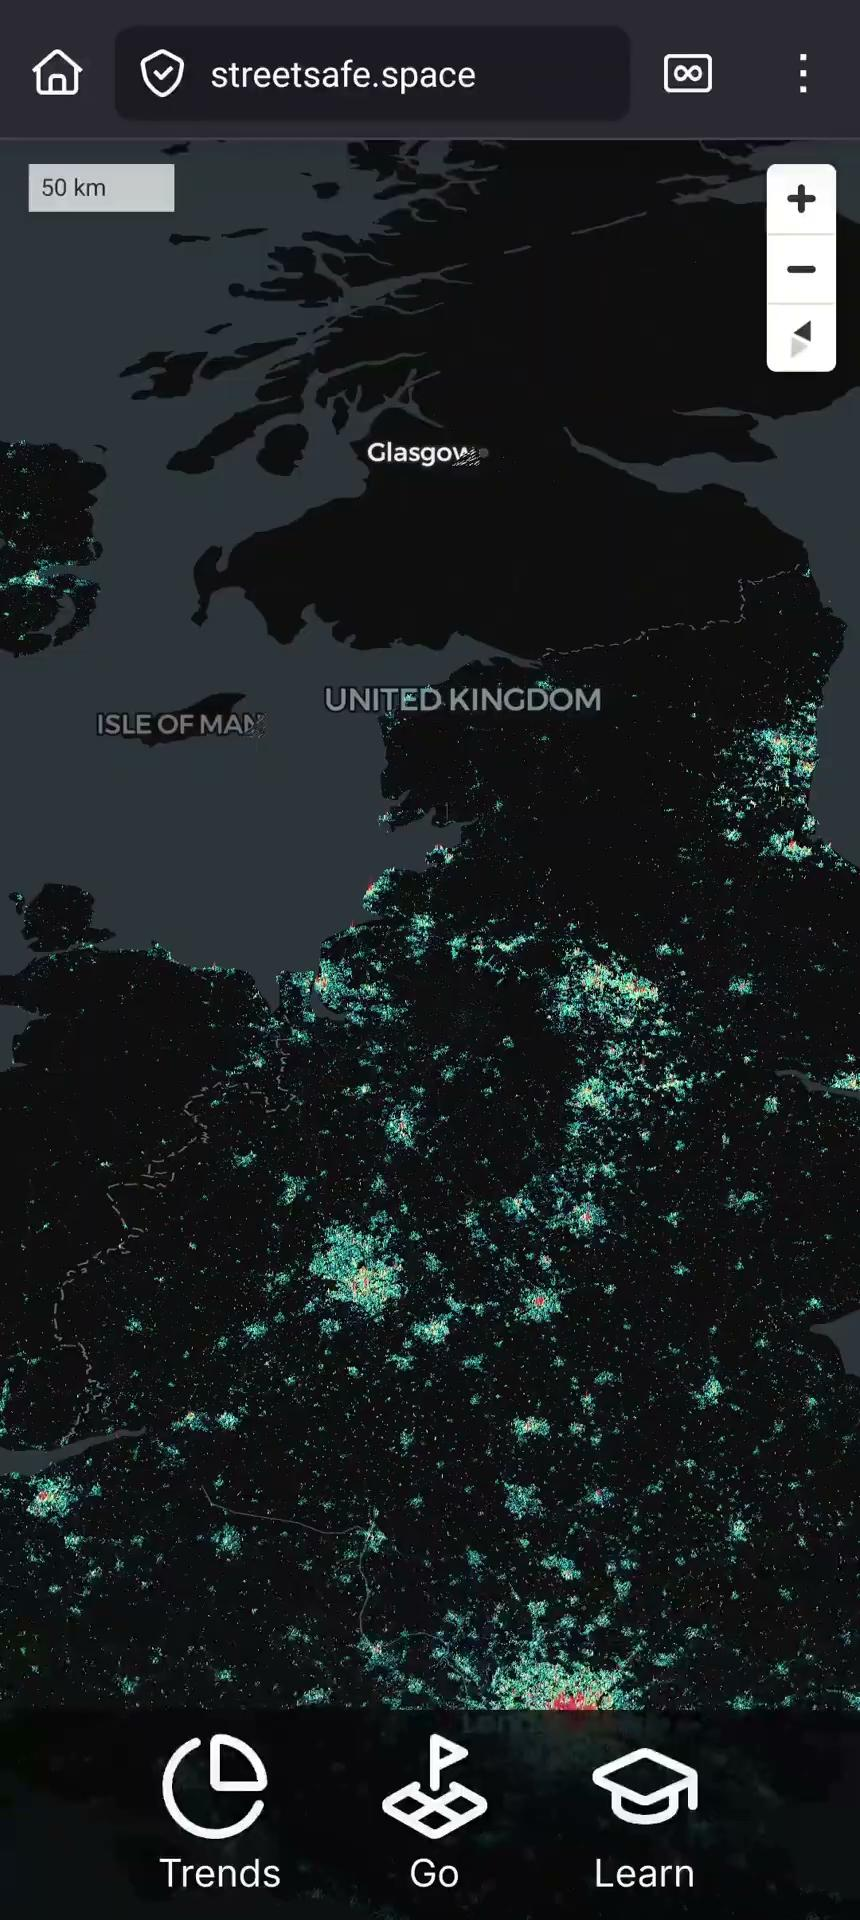 streetsafe.space
50 km
Glasgow
UNITED KINGDOM
ISLE OF MAN
Trends
Go
Learn